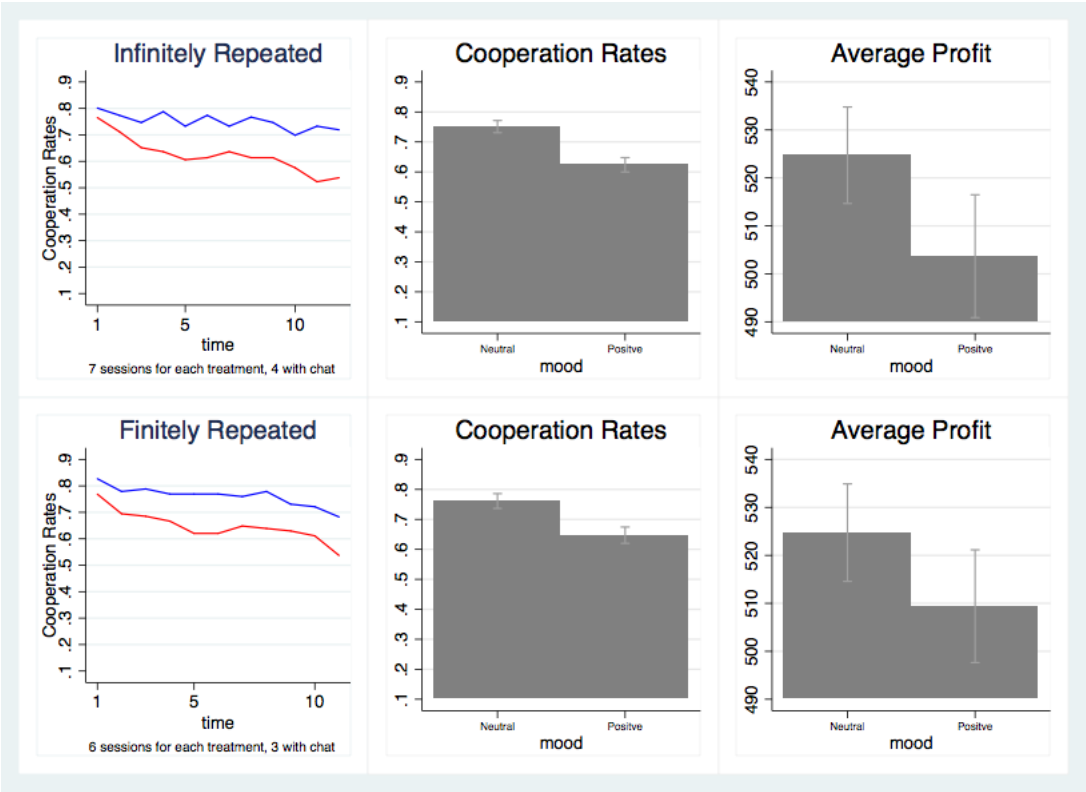 Infinitely Repeated
Cooperation Rates
.9
.8
.7
.6
.5
.4
.3
.2
.1
1 5 10
time
7 sessions for each treatment, 4 with chat
Cooperation Rates
.9
.8
.7
.6
.5
.4
.3
.2
.1
Neutral Positve
mood
Average Profit
540
530
520
510
500
490
Neutral Positve
mood
Finitely Repeated
Cooperation Rates
.9
.8
.7
.6
.5
.4
.3
.2
.1
1 5 10
time
6 sessions for each treatment, 3 with chat
Cooperation Rates
.9
.8
.7
.6
.5
.4
.3
.2
.1
Neutral Positve
mood
Average Profit
540
530
520
510
500
490
Neutral Positve
mood